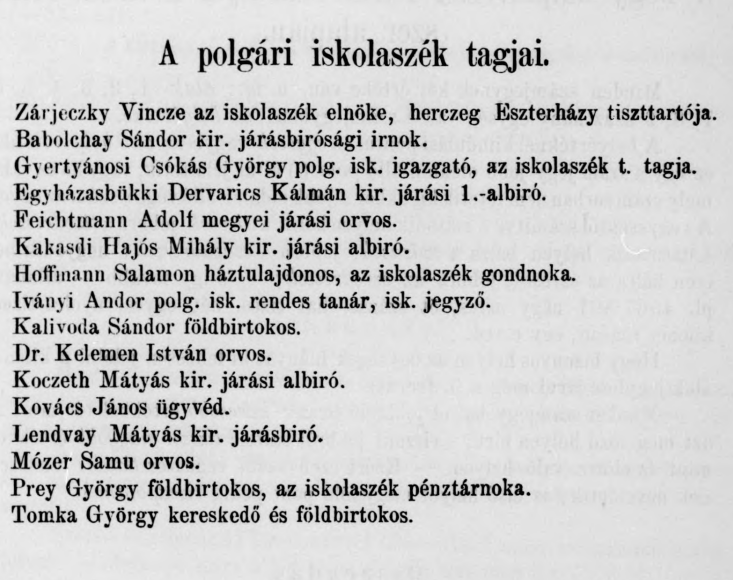 A polgári iskolaszék tagjai.
Zárjeczky Vincze az iskolaszék elnöke, herczeg Eszterházy tiszttartója.
Babolchay Sándor kir. járásbirósági irnok.
Gyertyánosi Csókás György polg. isk. igazgató, az iskolaszék t. tagja.
Egyházasbükki Dervarics Kálmán kir. járási 1.-albiró.
Feichtmann Adolf megyei járási orvos.
Kakasdi Hajós Mihály kir. járási albiró.
Hoffmann Salamon háztulajdonos, az iskolaszék gondnoka.
Iványi Andor polg. isk. rendes tanár, isk. jegyző.
Kalivoda Sándor földbirtokos.
Dr. Kelemen István orvos.
Koczeth Mátyás kir. járási albiró.
Kovács János ügyvéd.
Lendvay Mátyás kir. járásbiró.
Mózer Samu orvos.
Prey György földbirtokos, az iskolaszék pénztárnoka.
Tomka György kereskedő és földbirtokos.